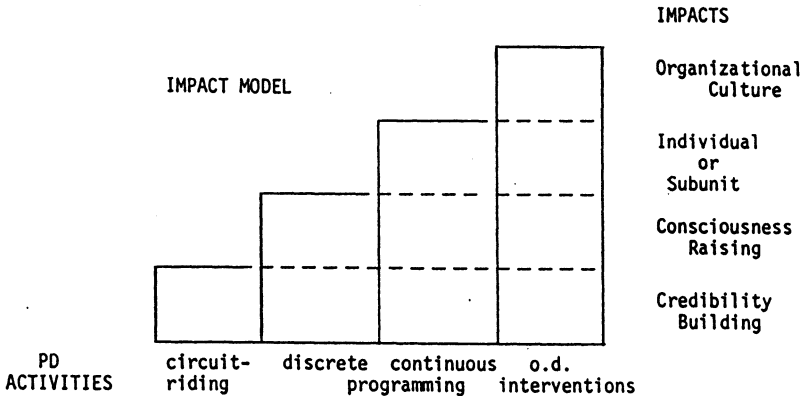 IMPACTS
IMPACT MODEL
Organizational
Culture
Individual
or
Subunit
Consciousness
Raising
Credibility
Building
PD
ACTIVITIES
circuit-
riding
discrete continuous
programming
o.d.
interventions